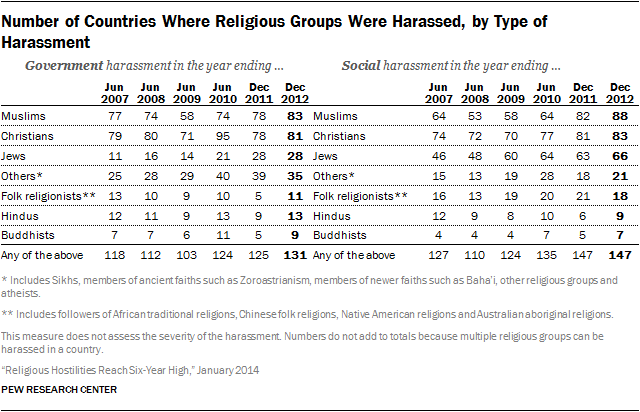 Number of Countries Where Religious Groups Were Harassed, by Type of
Harassment
Government harassment in the year ending ... Social harassment in the year ending ...
Jun 2007 Jun 2008 Jun 2009 Jun 2010 Dec 2011 Dec 2012 Jun 2007 Jun 2008 Jun 2009 Jun 2010 Dec 2011 Dec 2012
Muslims 77 74 58 74 78 83 Muslims 64 53 58 64 82 88
Christians 79 80 71 95 78 81 Christians 74 72 70 77 81 83
Jews 11 16 14 21 28 28 Jews 46 48 60 64 63 66
Others* 25 28 29 40 39 35 Others* 15 13 19 28 18 21
Folk religionists** 13 10 9 10 5 11 Folk religionists** 16 13 19 20 21 18
Hindus 12 11 9 13 9 13 Hindus 12 9 8 10 6 9
Buddhists 7 7 6 11 5 9 Buddhists 4 4 4 7 5 7
Any of the above 118 112 103 124 125 131 Any of the above 127 110 124 135 147 147
* Includes Sikhs, members of ancient faiths such as Zoroastrianism, members of newer faiths such as Baha'i, other religious groups and
atheists.
** Includes followers of African traditional religions, Chinese folk religions, Native American religions and Australian aboriginal religions.
This measure does not assess the severity of the harassment. Numbers do not add to totals because multiple religious groups can be
harassed in a country.
“Religious Hostilities Reach Six-Year High,” January 2014
PEW RESEARCH CENTER